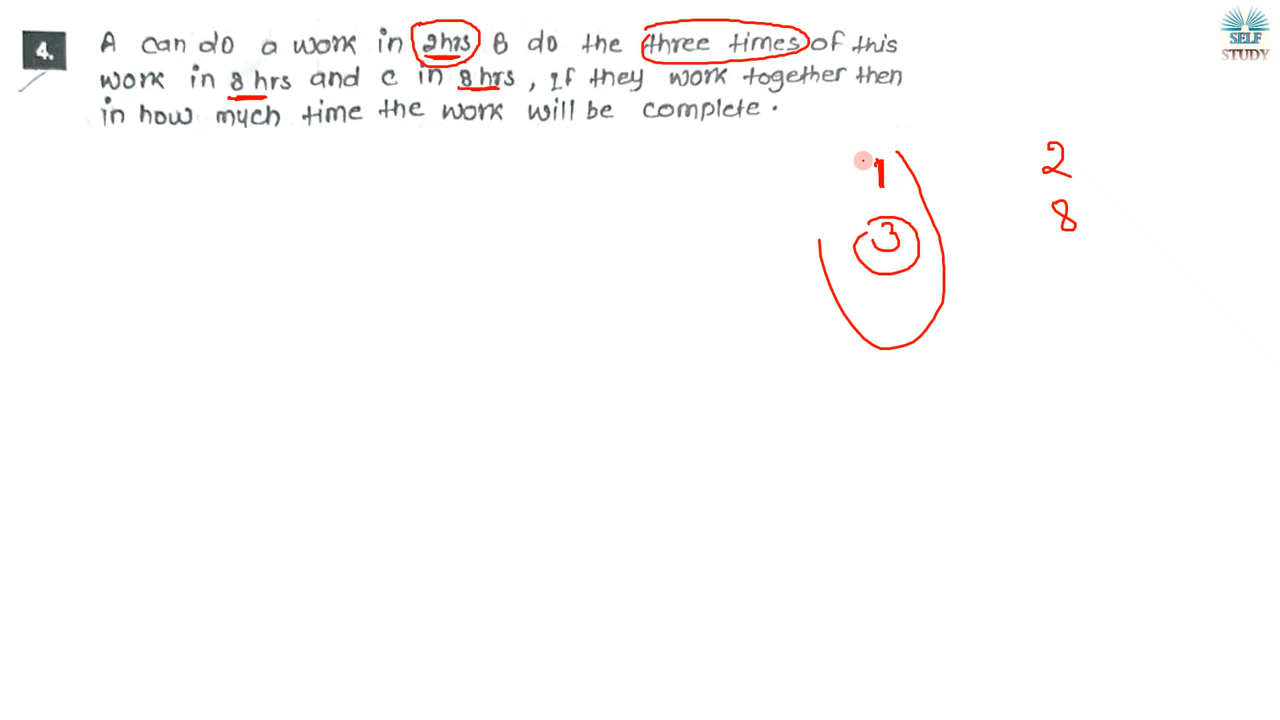 4. A can do a work in 2hrs B do the three times of this
work in 8 hrs and c in 8 hrs, If they work together then
in how much time the work will be complete.
SELF
STUDY
1 2
3 8